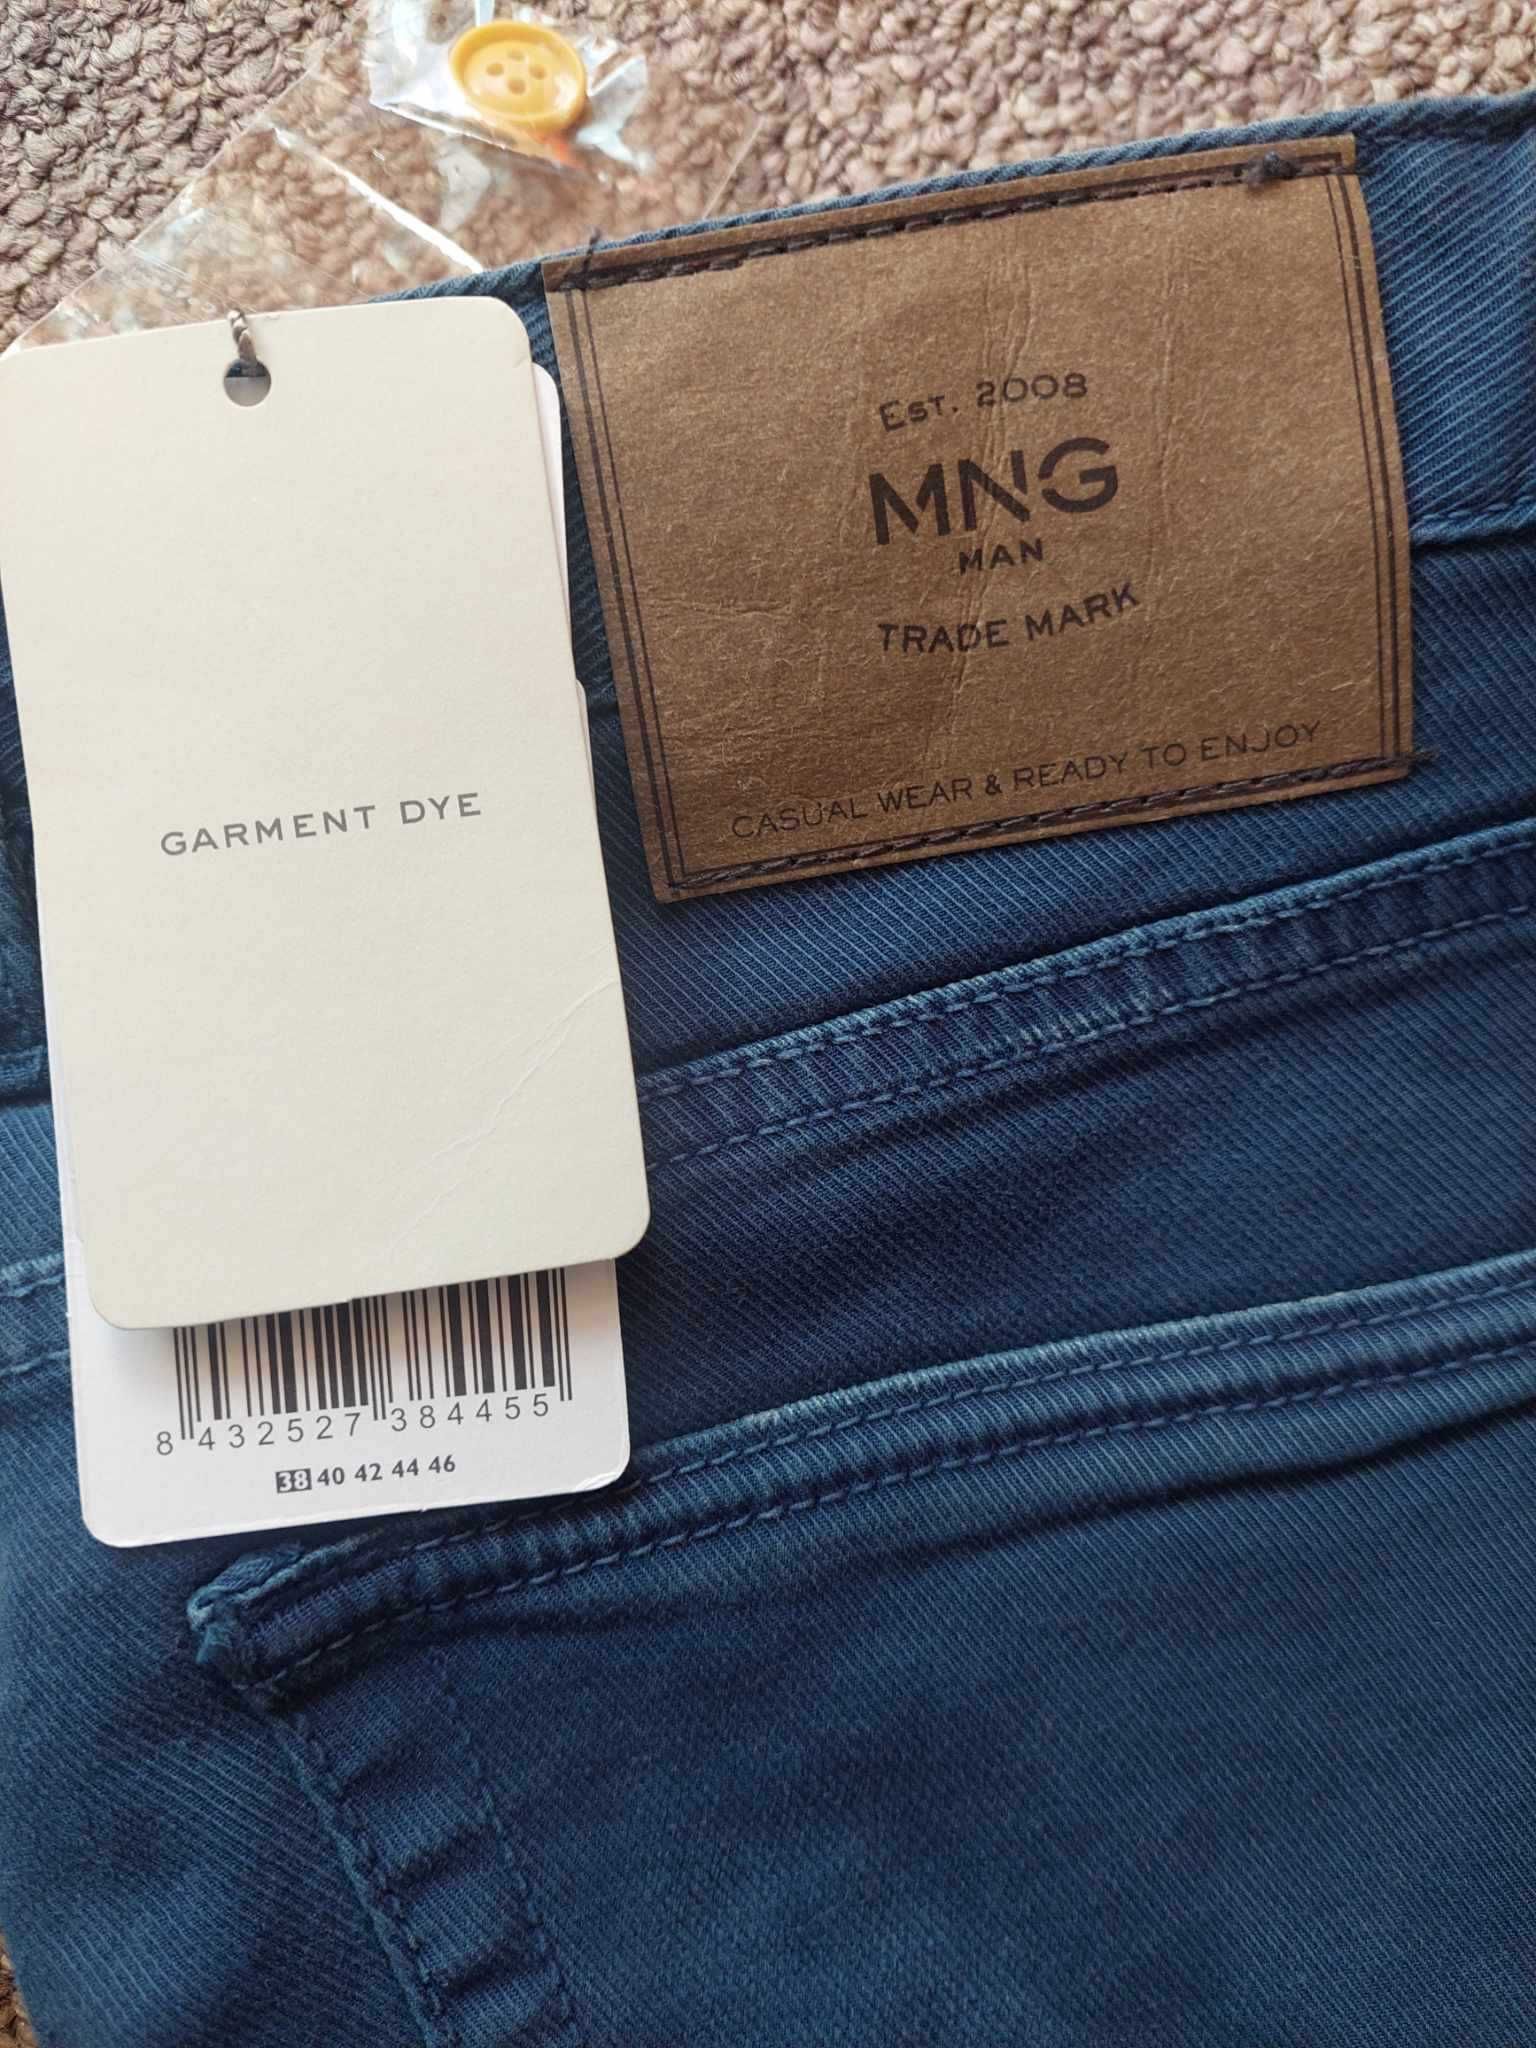 Est. 2008
MNG
MAN
TRADE MARK
CASUAL WEAR & READY TO ENJOY
GARMENT DYE
8 432527 384455
38 40 42 44 46